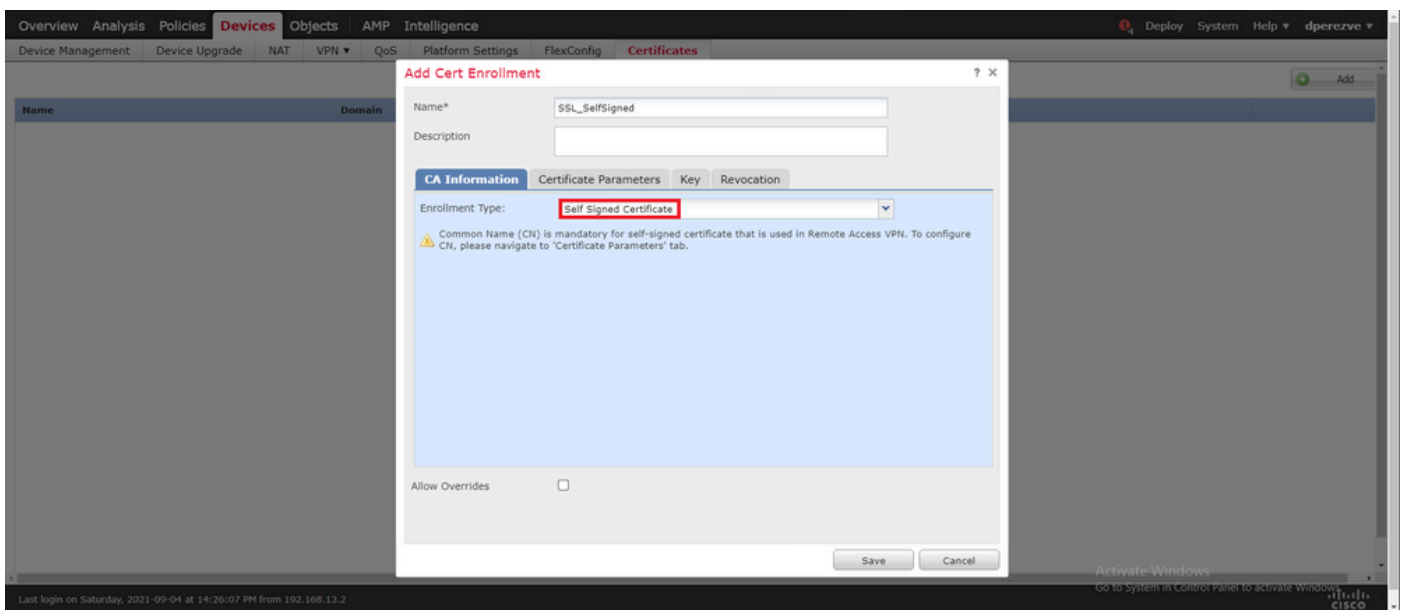 Overview Analysis Policies Devices Objects AMP Intelligence Deploy System Help dperezve
Device Management Device Upgrade NAT VPN QoS Platform Settings FlexConfig Certificates
Add Cert Enrollment ? ×
Add
Name Domain
Name* SSL_SelfSigned
Description
CA Information Certificate Parameters Key Revocation
Enrollment Type: Self Signed Certificate
Common Name (CN) is mandatory for self-signed certificate that is used in Remote Access VPN. To configure
CN, please navigate to 'Certificate Parameters' tab.
Allow Overrides
Save Cancel
Activate Windows
Go to System in Control Panel to activate Windows.
Last login on Saturday, 2021-09-04 at 14:26:07 PM from 192.168.13.2
CISCO